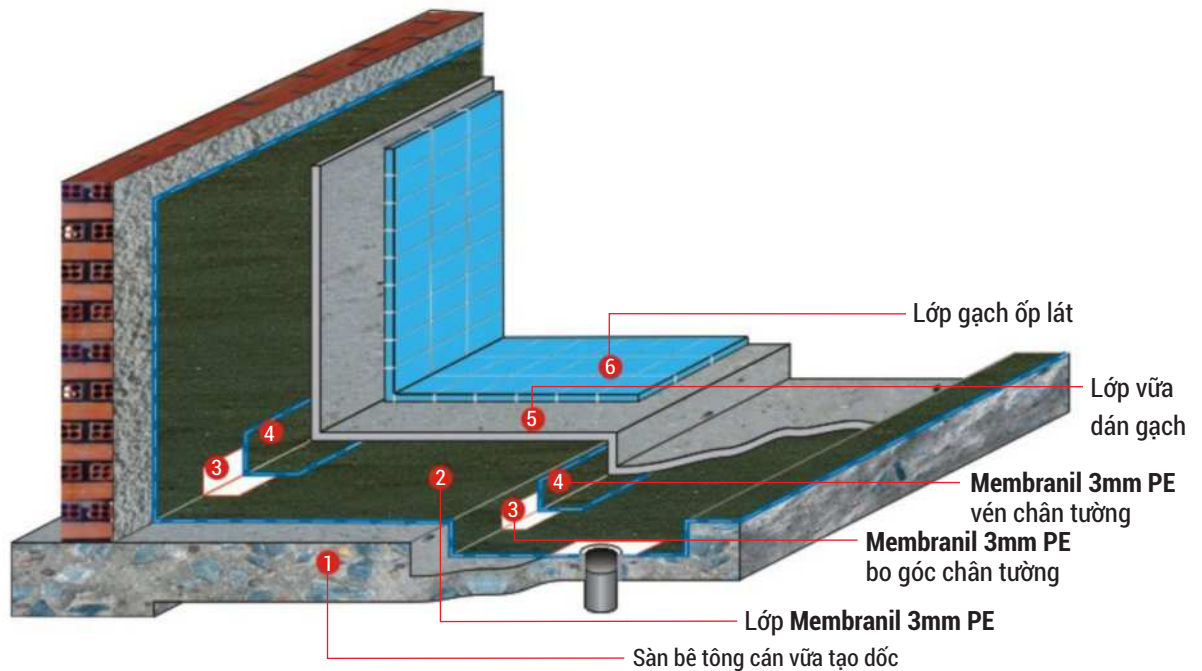 Lớp gạch ốp lát
6
Lớp vữa
dán gạch
5
4
3
2
4
3
Membranil 3mm PE
vén chân tường
Membranil 3mm PE
bo góc chân tường
1
Lớp Membranil 3mm PE
Sàn bê tông cán vữa tạo dốc